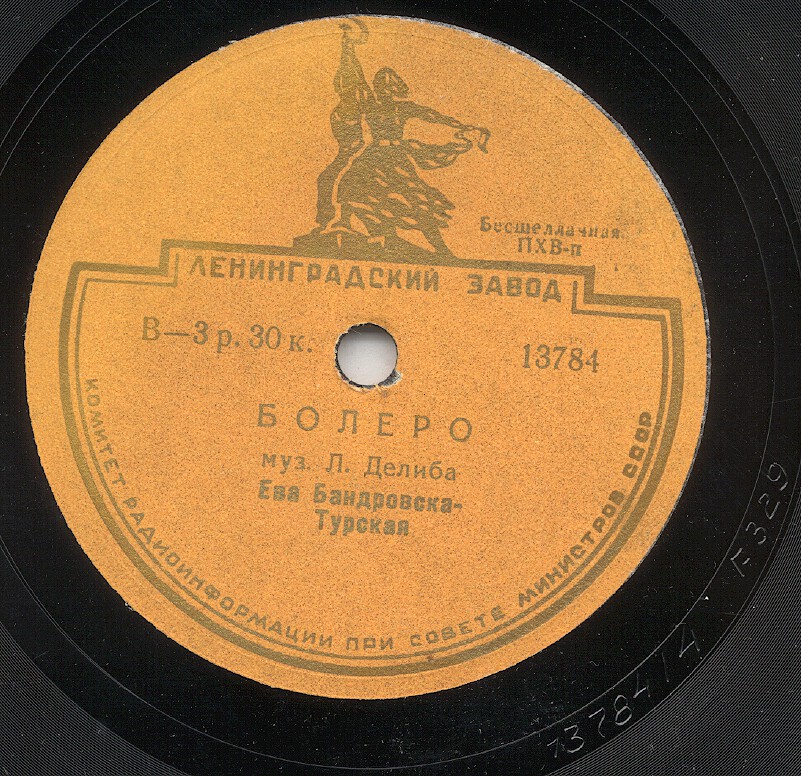 Бесшеллачная
ПХВ-п
ЛЕНИНГРАДСКИЙ ЗАВОД
В—3 р. 30 к.
13784
БОЛЕРО
муз. Л. Делиба
Ева Бандровска-
Турская
КОМИТЕТ РАДИОИНФОРМАЦИИ ПРИ СОВЕТЕ МИНИСТРОВ СССР
13784/4 F329